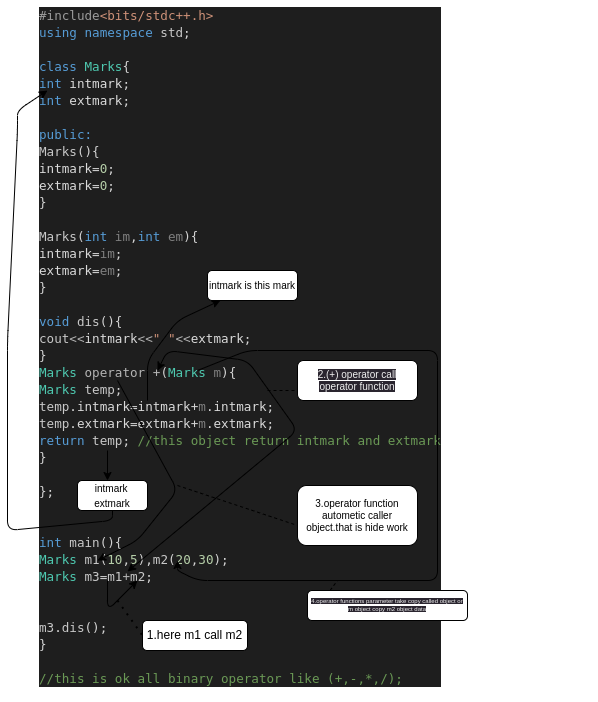 #include<bits/stdc++.h>
using namespace std;
class Marks{
int intmark;
int extmark;
public:
Marks(){
intmark=0;
extmark=0;
}
Marks(int im,int em){
intmark=im;
extmark=em;
}
intmark is this mark
void dis(){
cout<<intmark<<" "<<extmark;
}
Marks operator +(Marks m){
Marks temp;
temp.intmark=intmark+m.intmark;
temp.extmark=extmark+m.extmark;
return temp; //this object return intmark and extmark
}
2.(+) operator call
operator function
intmark
extmark
};
3.operator function
autometic caller
object.that is hide work
int main(){
Marks m1(10,5),m2(20,30);
Marks m3=m1+m2;
4.operator functions parameter take copy called object or
m object copy m2 object data
m3.dis();
1.here m1 call m2
}
//this is ok all binary operator like (+,-,*,/);